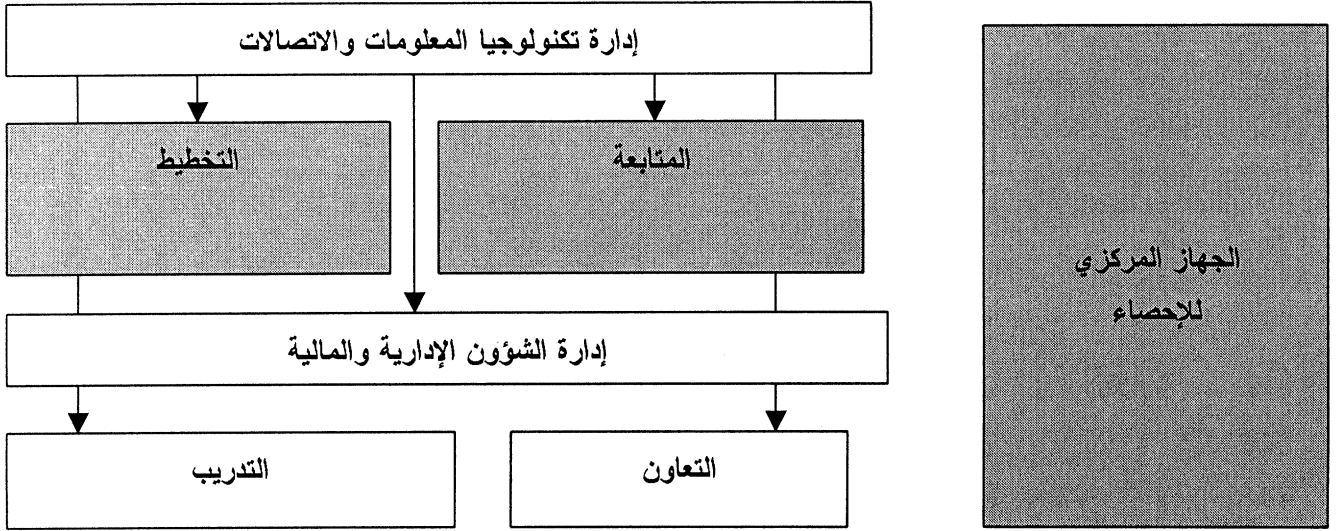 إدارة تكنولوجيا المعلومات والاتصالات
المتابعة
التخطيط
إدارة الشؤون الإدارية والمالية
التعاون
التدريب
الجهاز المركزي
للإحصاء